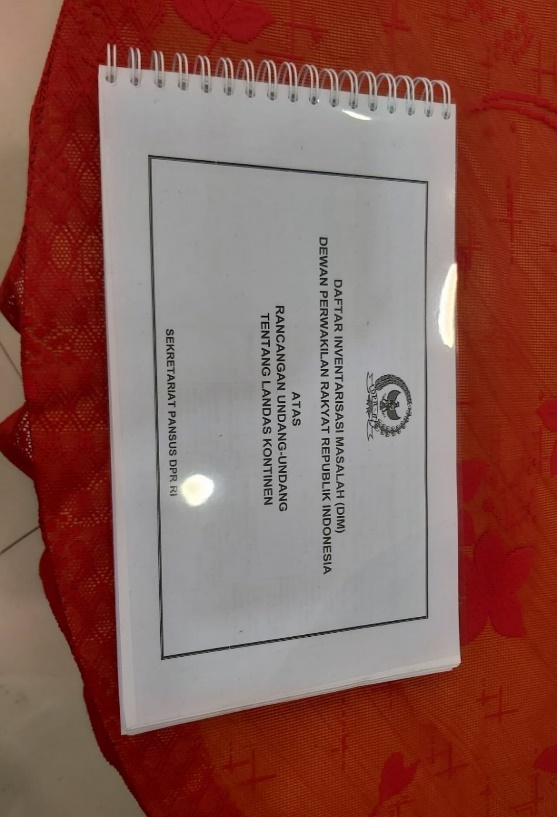 DAFTAR INVENTARISASI MASALAH (DIM)
DEWAN PERWAKILAN RAKYAT REPUBLIK INDONESIA
ATAS
RANCANGAN UNDANG-UNDANG
TENTANG LANDAS KONTINEN
SEKRETARIAT PANSUS DPR RI